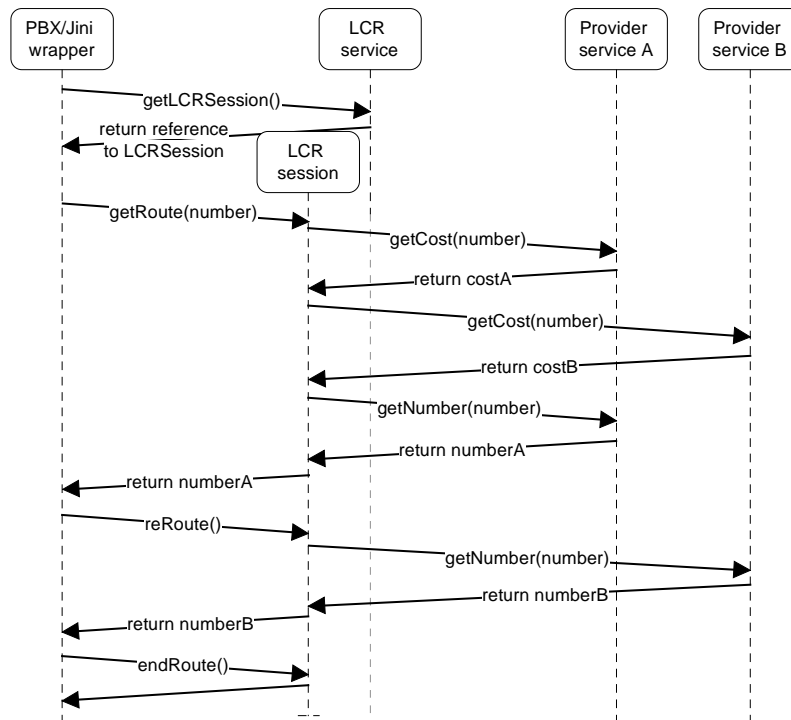 PBX/Jini
wrapper
LCR
service
Provider
service A
Provider
service B
getLCRSession()
return reference
to LCRSession
LCR
session
getRoute(number)
getCost(number)
return costA
getCost(number)
return costB
getNumber(number)
return numberA
return numberA
reRoute()
getNumber(number)
return numberB
return numberB
endRoute()